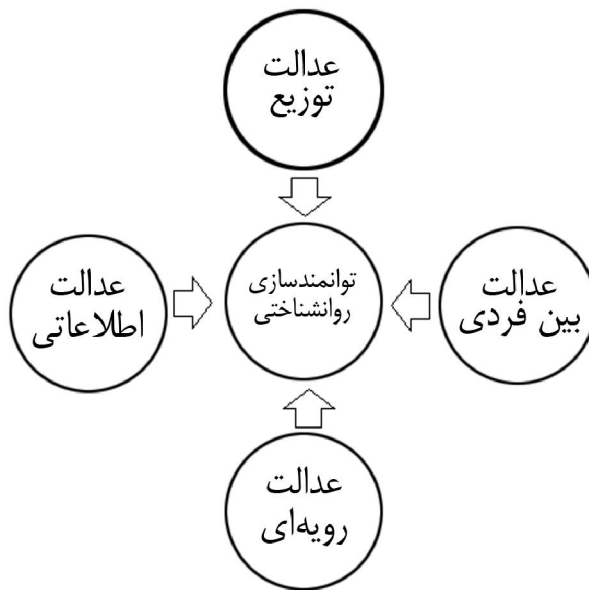 عدالت
توزیع
توانمندسازی
روانشناختی
عدالت
بین فردی
عدالت
اطلاعاتی
عدالت
رویه‌ای